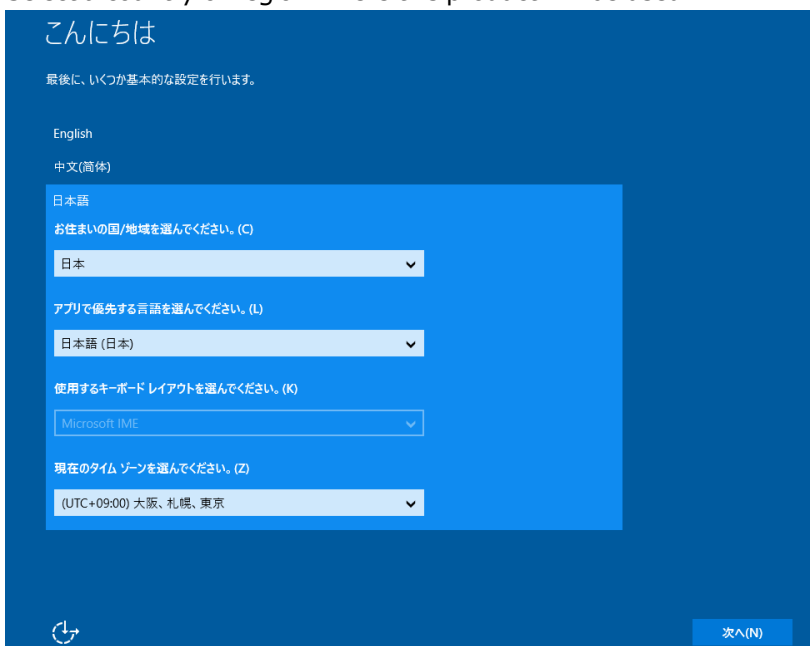 こんにちは
最後に、いくつか基本的な設定を行います。
English
中文(简体)
日本語
お住まいの国/地域を選んでください。(C)
日本
アプリで優先する言語を選んでください。(L)
日本語 (日本)
使用するキーボード レイアウトを選んでください。(K)
Microsoft IME
現在のタイム ゾーンを選んでください。(Z)
(UTC+09:00) 大阪、札幌、東京
次へ(N)